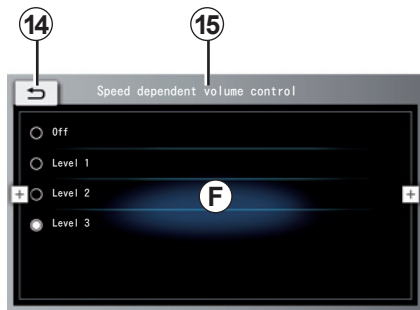 14 15
Speed dependent volume control
Off
Level 1
+ Level 2 +
F
Level 3